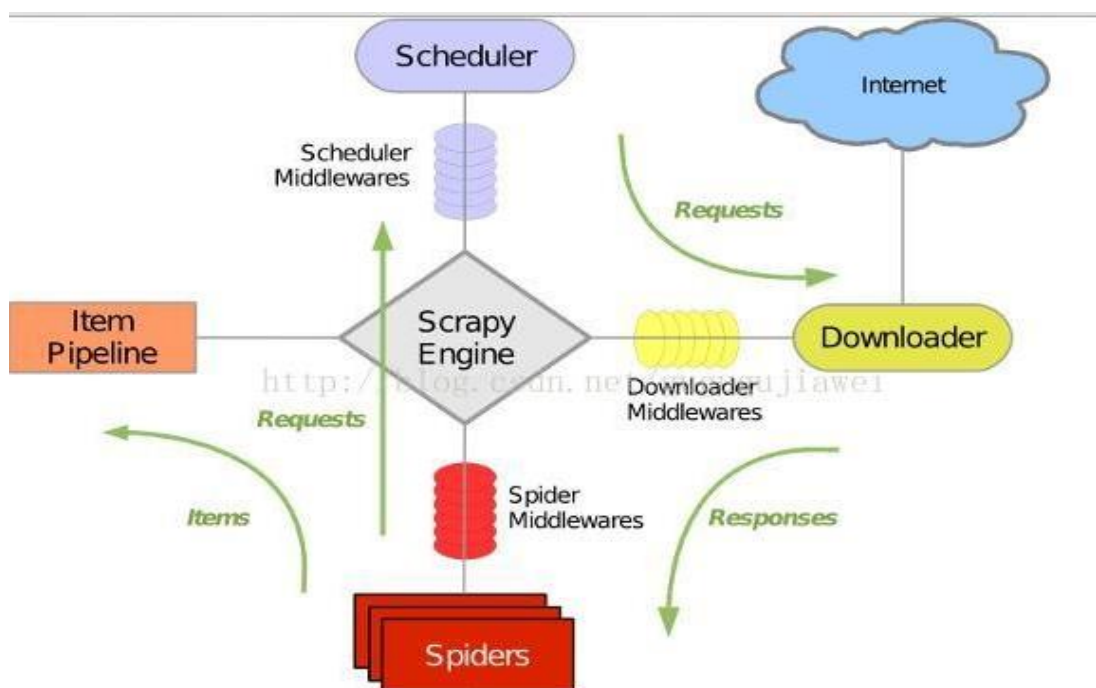 Scheduler
Internet
Scheduler
Middlewares
Requests
Item
Pipeline
Scrapy
Engine
Downloader
Downloader
Middlewares
Requests
Items
Spider
Middlewares
Responses
Spiders